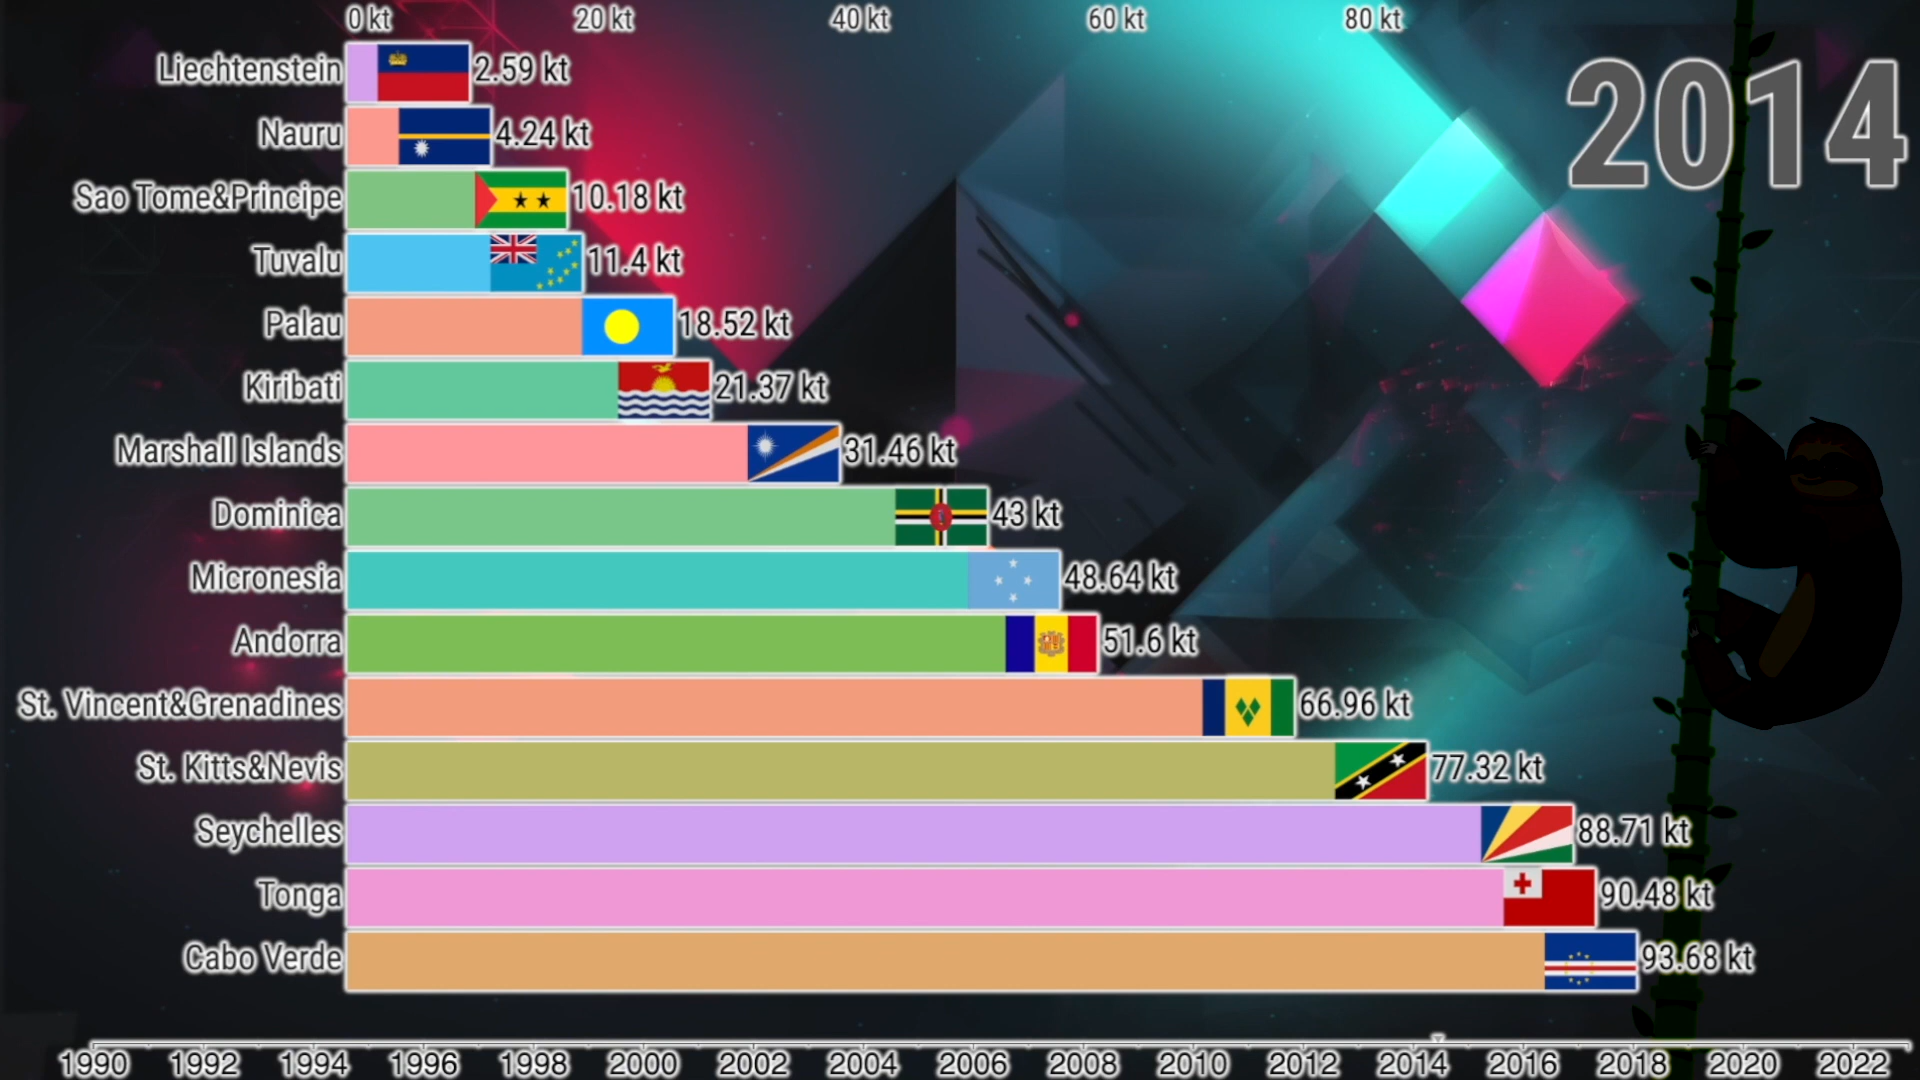 0 kt 20 kt 40 kt 60 kt 80 kt
2014
Liechtenstein 2.59 kt
Nauru 4.24 kt
Sao Tome&Principe 10.18 kt
Tuvalu 11.4 kt
Palau 18.52 kt
Kiribati 21.37 kt
Marshall Islands 31.46 kt
Dominica 43 kt
Micronesia 48.64 kt
Andorra 51.6 kt
St. Vincent&Grenadines 66.96 kt
St. Kitts&Nevis 77.32 kt
Seychelles 88.71 kt
Tonga 90.48 kt
Cabo Verde 93.68 kt
1990 1992 1994 1996 1998 2000 2002 2004 2006 2008 2010 2012 2014 2016 2018 2020 2022